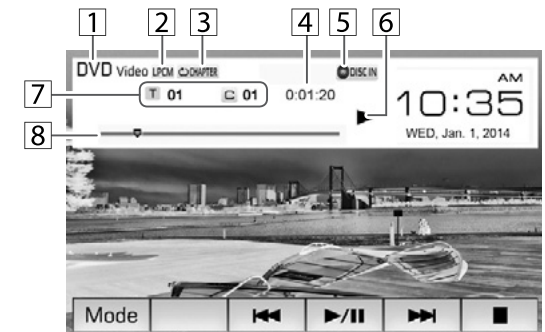 1 2 3 4 5 6
DVD Video LPCM CHAPTER DISC IN
7 T 01 C 01 0:01:20
AM
10:35
WED, Jan. 1, 2014
8
Mode